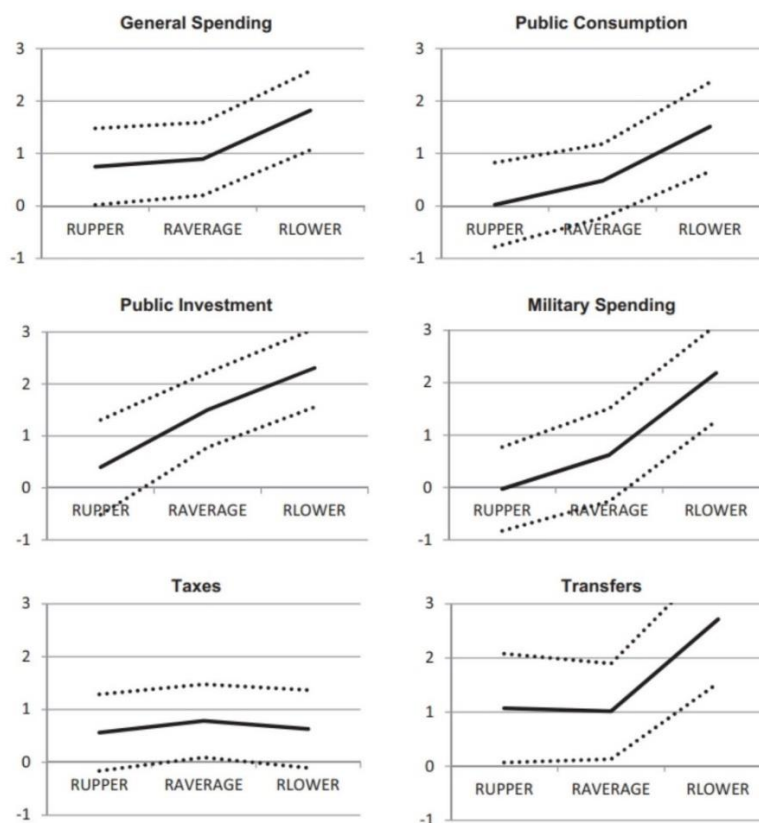 General Spending
3
2
1
0
-1
RUPPER RAVERAGE RLOWER
Public Consumption
3
2
1
0
-1
RUPPER RAVERAGE RLOWER
Public Investment
3
2
1
0
-1
RUPPER RAVERAGE RLOWER
Military Spending
3
2
1
0
-1
RUPPER RAVERAGE RLOWER
Taxes
3
2
1
0
-1
RUPPER RAVERAGE RLOWER
Transfers
3
2
1
0
-1
RUPPER RAVERAGE RLOWER